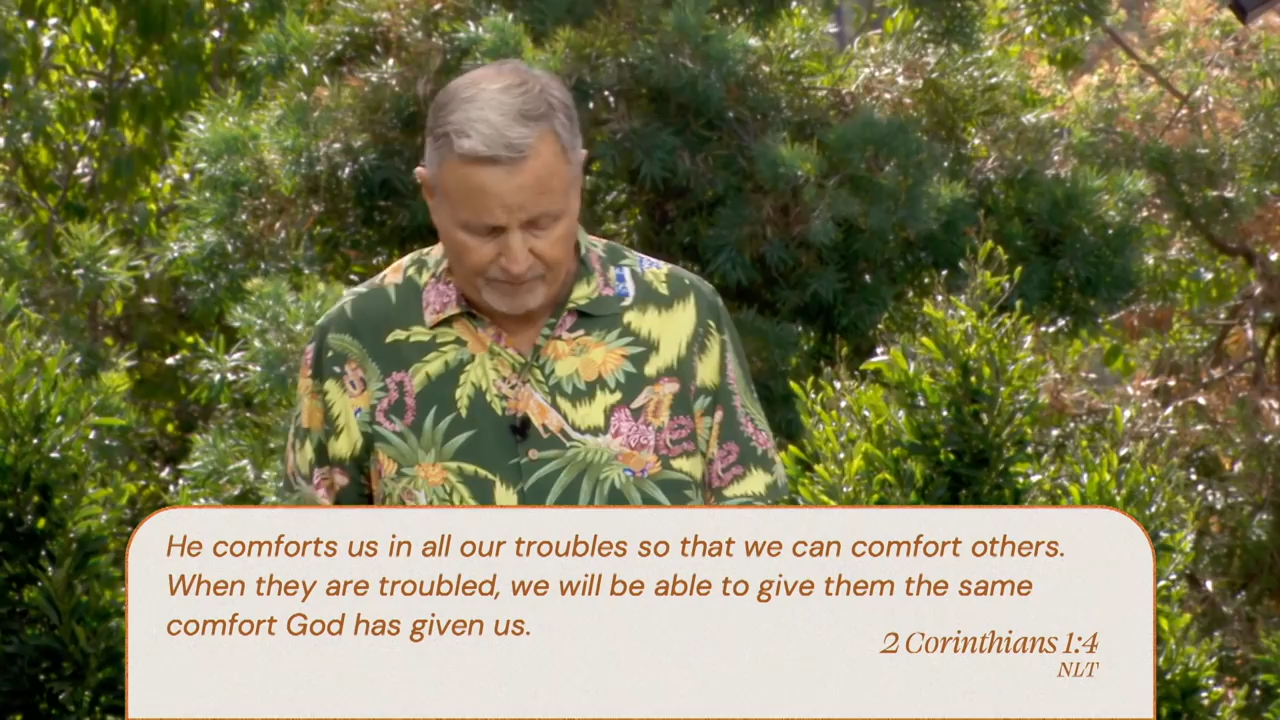 He comforts us in all our troubles so that we can comfort others.
When they are troubled, we will be able to give them the same
comfort God has given us.
2 Corinthians 1:4
NLT